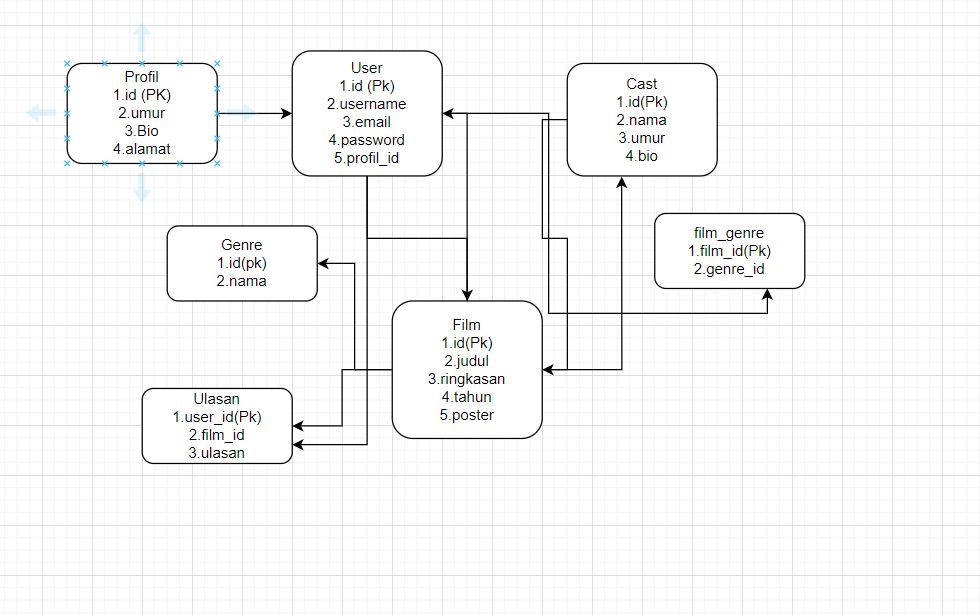 Profil
1.id (PK)
2.umur
3.Bio
4.alamat
User
1.id (Pk)
2.username
3.email
4.password
5.profil_id
Cast
1.id(Pk)
2.nama
3.umur
4.bio
film_genre
1.film_id(Pk)
2.genre_id
Genre
1.id(pk)
2.nama
Film
1.id(Pk)
2.judul
3.ringkasan
4.tahun
5.poster
Ulasan
1.user_id(Pk)
2.film_id
3.ulasan